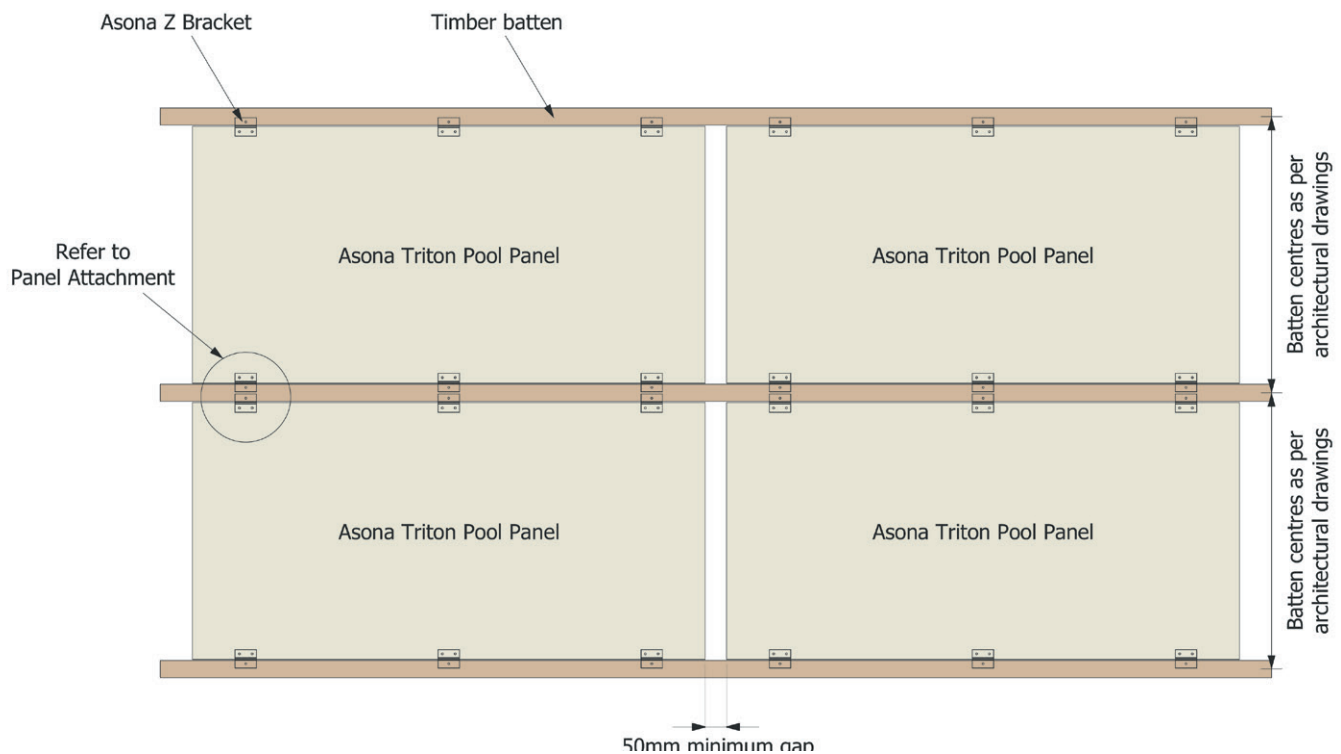 Asona Z Bracket
Timber batten
Asona Triton Pool Panel
Asona Triton Pool Panel
Batten centres as per
architectural drawings
Refer to
Panel Attachment
Asona Triton Pool Panel
Asona Triton Pool Panel
Batten centres as per
architectural drawings
50mm minimum gap